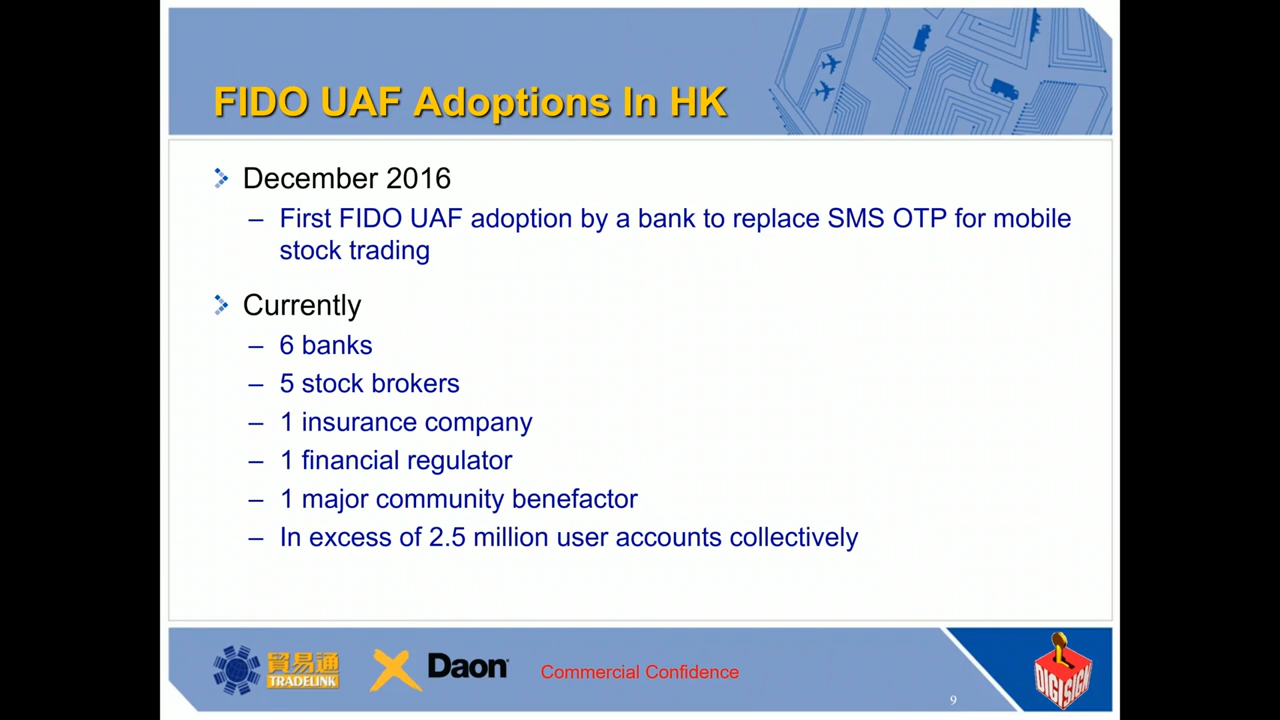 FIDO UAF Adoptions In HK
December 2016
– First FIDO UAF adoption by a bank to replace SMS OTP for mobile
stock trading
Currently
– 6 banks
– 5 stock brokers
– 1 insurance company
– 1 financial regulator
– 1 major community benefactor
– In excess of 2.5 million user accounts collectively
貿易通
TRADELINK
Daon
Commercial Confidence
9
DIGISIGN